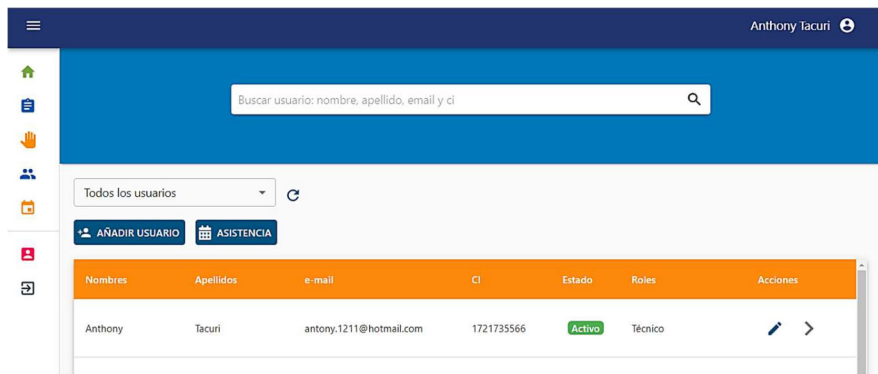 Anthony Tacuri
Buscar usuario: nombre, apellido, email y ci
Todos los usuarios
AÑADIR USUARIO ASISTENCIA
Nombres Apellidos e-mail CI Estado Roles Acciones
Anthony Tacuri antony.1211@hotmail.com 1721735566 Activo Técnico